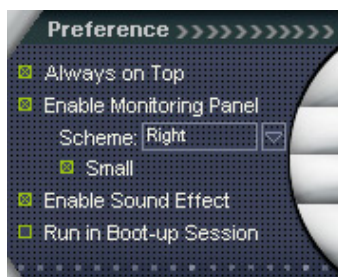 Preference >>>>>>>>>>>
Always on Top
Enable Monitoring Panel
Scheme: Right
Small
Enable Sound Effect
Run in Boot-up Session